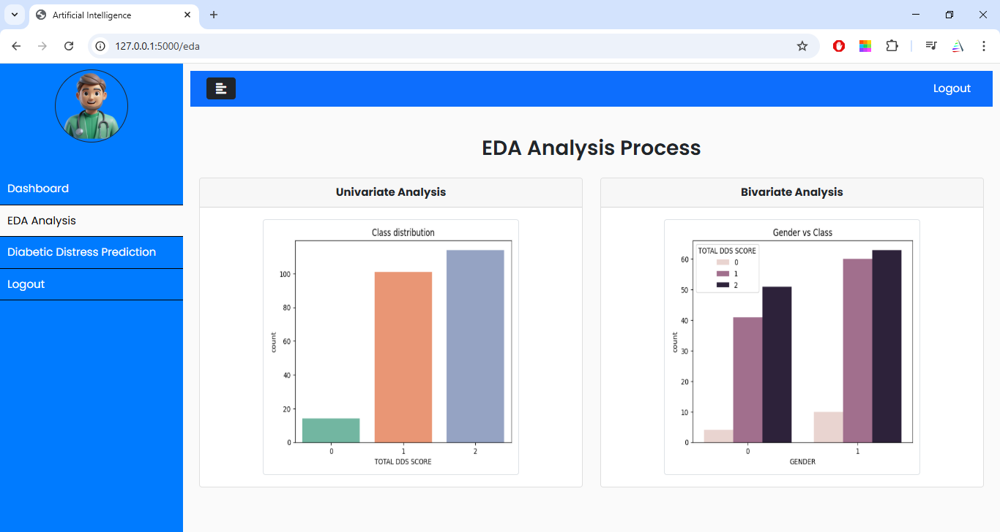 Artificial Intelligence
127.0.0.1:5000/eda
Logout
Dashboard
EDA Analysis
Diabetic Distress Prediction
Logout
EDA Analysis Process
Univariate Analysis
Class distribution
100
80
60
40
20
0
count
0 1 2
TOTAL DDS SCORE
Bivariate Analysis
Gender vs Class
TOTAL DDS SCORE
0
1
2
60
50
40
30
20
10
0
count
0 1
GENDER